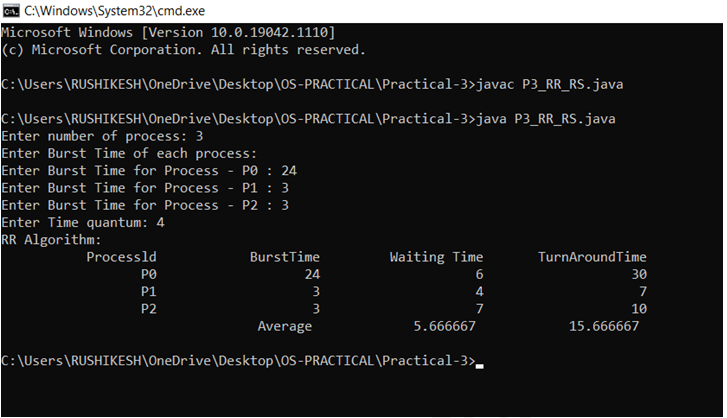 C:\Windows\System32\cmd.exe
Microsoft Windows [Version 10.0.19042.1110]
(c) Microsoft Corporation. All rights reserved.
C:\Users\RUSHIKESH\OneDrive\Desktop\OS-PRACTICAL\Practical-3>javac P3_RR_RS.java
C:\Users\RUSHIKESH\OneDrive\Desktop\OS-PRACTICAL\Practical-3>java P3_RR_RS.java
Enter number of process: 3
Enter Burst Time of each process:
Enter Burst Time for Process - P0 : 24
Enter Burst Time for Process - P1 : 3
Enter Burst Time for Process - P2 : 3
Enter Time quantum: 4
RR Algorithm:
Processld BurstTime Waiting Time TurnAroundTime
P0 24 6 30
P1 3 4 7
P2 3 7 10
Average 5.666667 15.666667
C:\Users\RUSHIKESH\OneDrive\Desktop\OS-PRACTICAL\Practical-3>